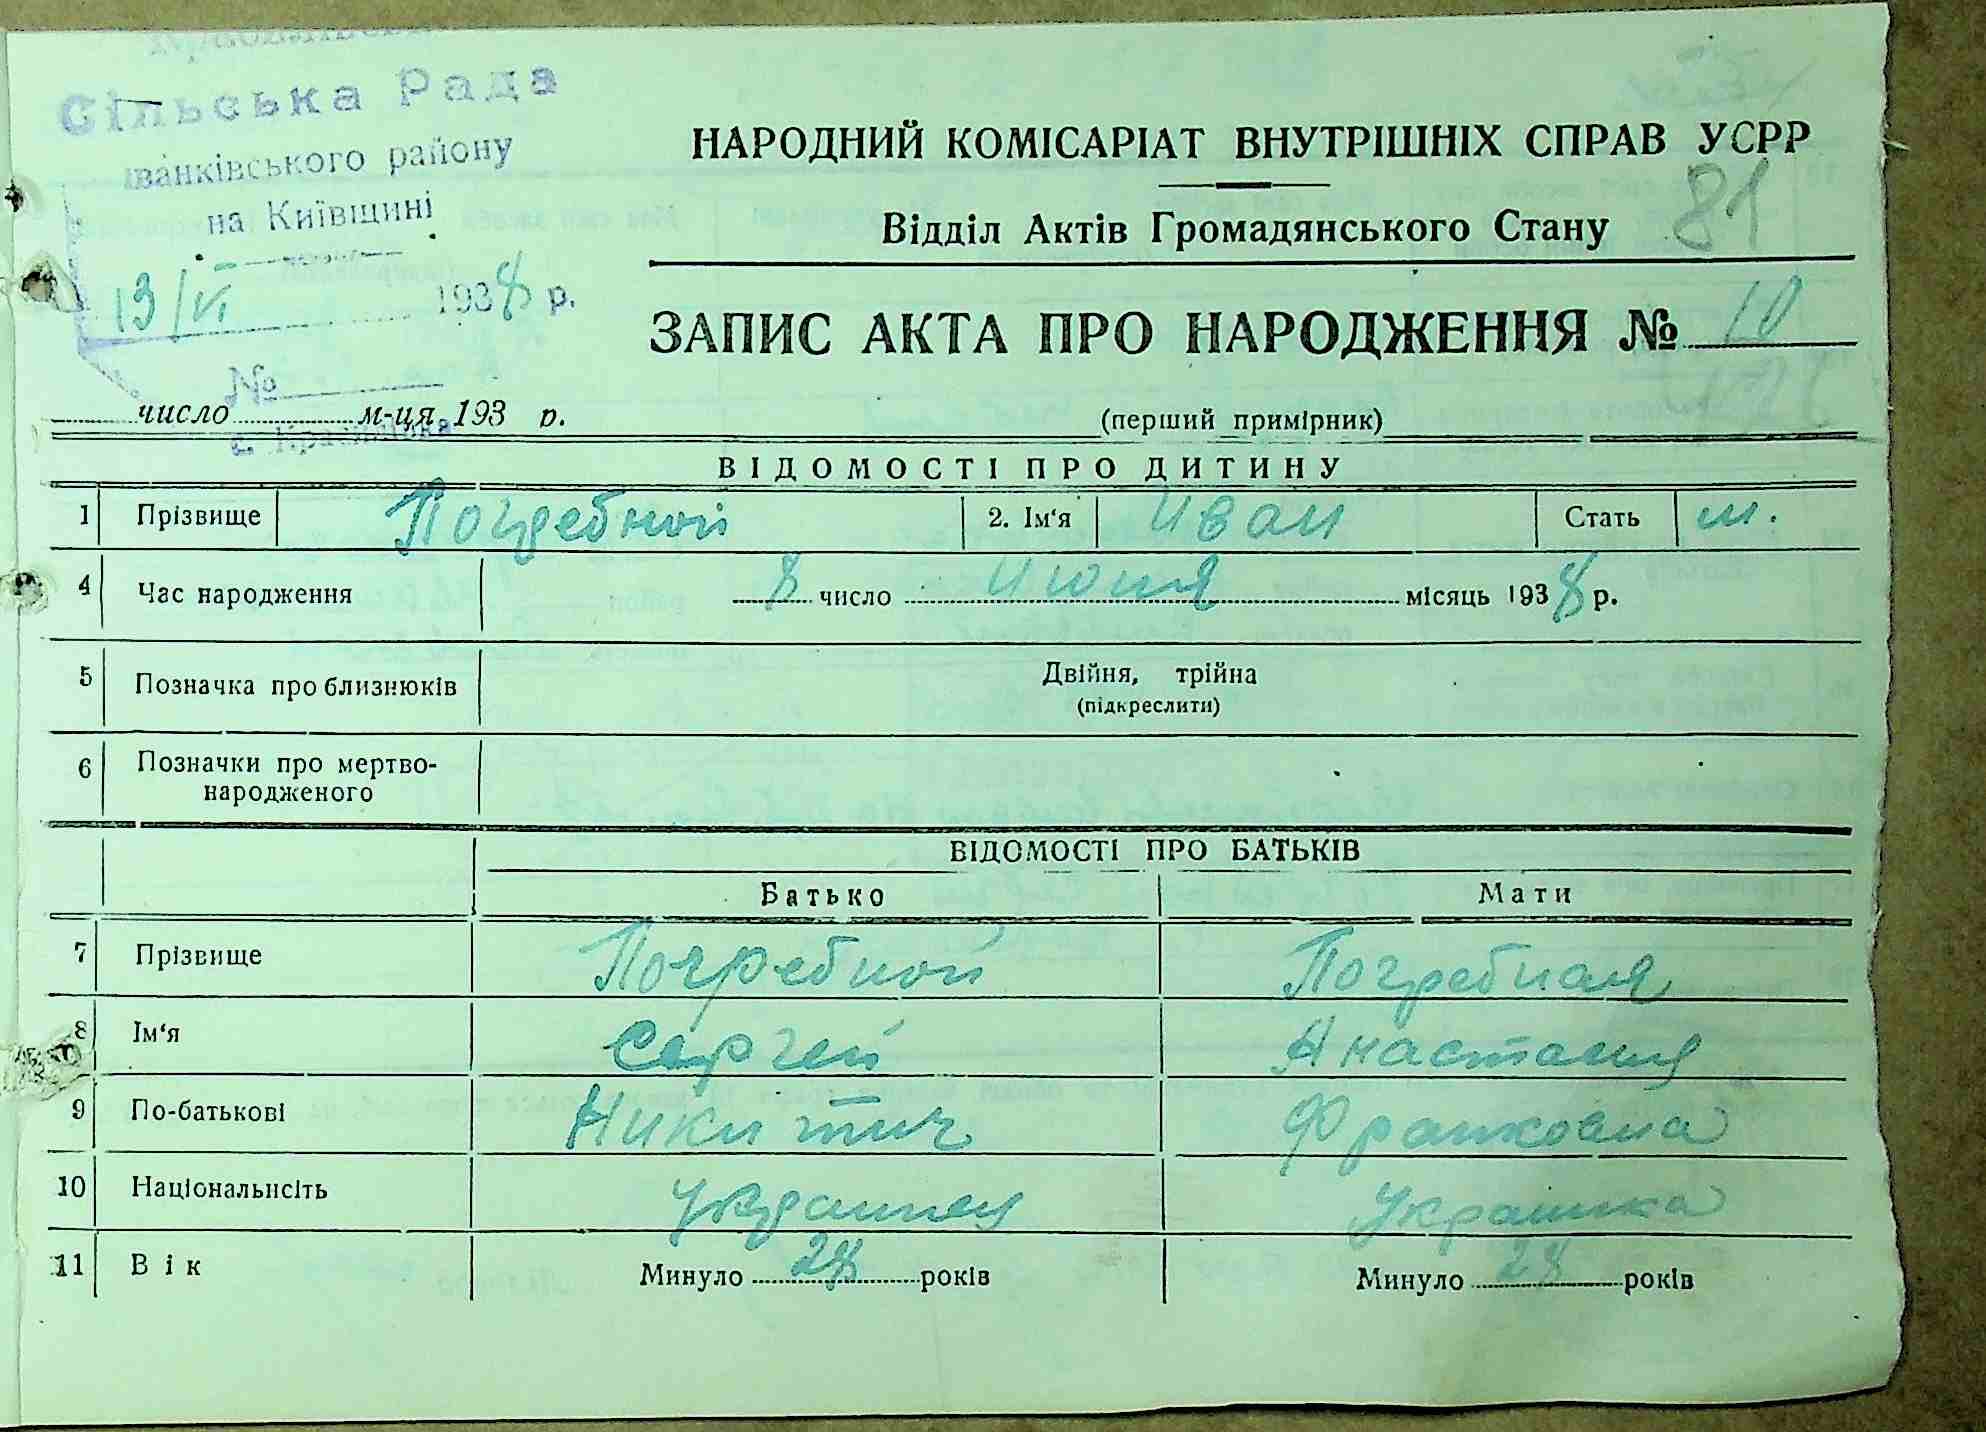 Сільська Рада
Іванківського району
на Київщині
13/VI 1938 р.
№
НАРОДНИЙ КОМІСАРІАТ ВНУТРІШНІХ СПРАВ УСРР
81
Відділ Актів Громадянського Стану
ЗАПИС АКТА ПРО НАРОДЖЕННЯ № 10
число м-ця 193 р. (перший примірник)
ВІДОМОСТІ ПРО ДИТИНУ
1 Прізвище Погребной 2. Ім'я Иван Стать м.
4 Час народження 8 число Июня місяць 1938 р.
5 Позначка про близнюків Двійня, трійна
(підкреслити)
6 Позначки про мертво-
народженого
ВІДОМОСТІ ПРО БАТЬКІВ
Батько Мати
7 Прізвище Погребной Погребная
8 Ім'я Сергей Анастасия
9 По-батькові Никитич Франковна
10 Національнсіть Украинец Украинка
11 Вік Минуло 28 років Минуло 28 років